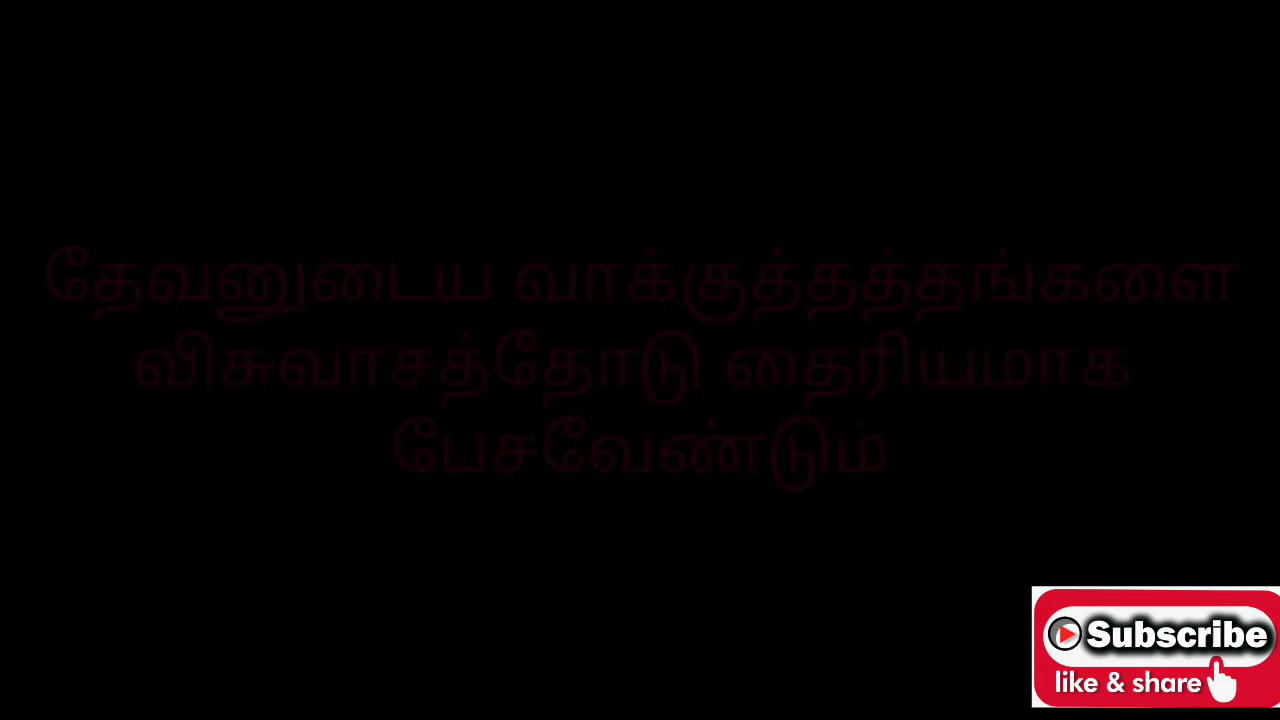 தேவனுடைய வாக்குத்தத்தங்களை
விசுவாசத்தோடு தைரியமாக
பேசவேண்டும்
Subscribe
like & share